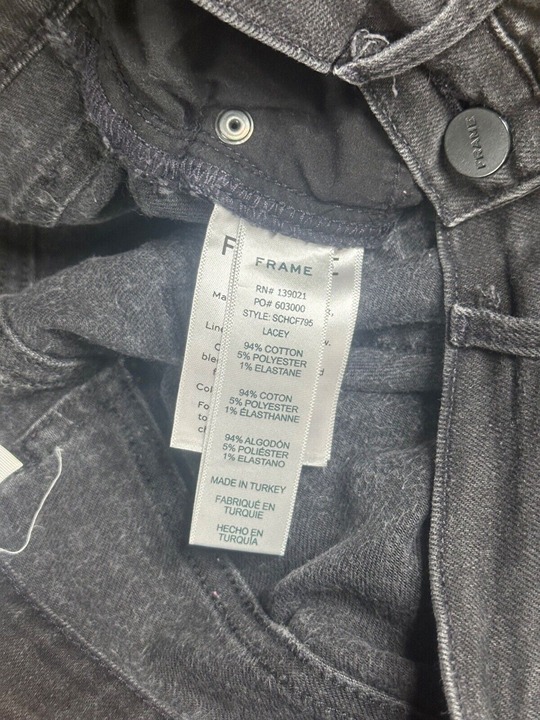 FRAME
FRAME
RN# 139021
PO# 603000
STYLE: SCHCF795
LACEY
94% COTTON
5% POLYESTER
1% ELASTANE
94% COTON
5% POLYESTER
1% ÉLASTHANNE
94% ALGODÓN
5% POLIÉSTER
1% ELASTANO
MADE IN TURKEY
FABRIQUÉ EN
TURQUIE
HECHO EN
TURQUÍA